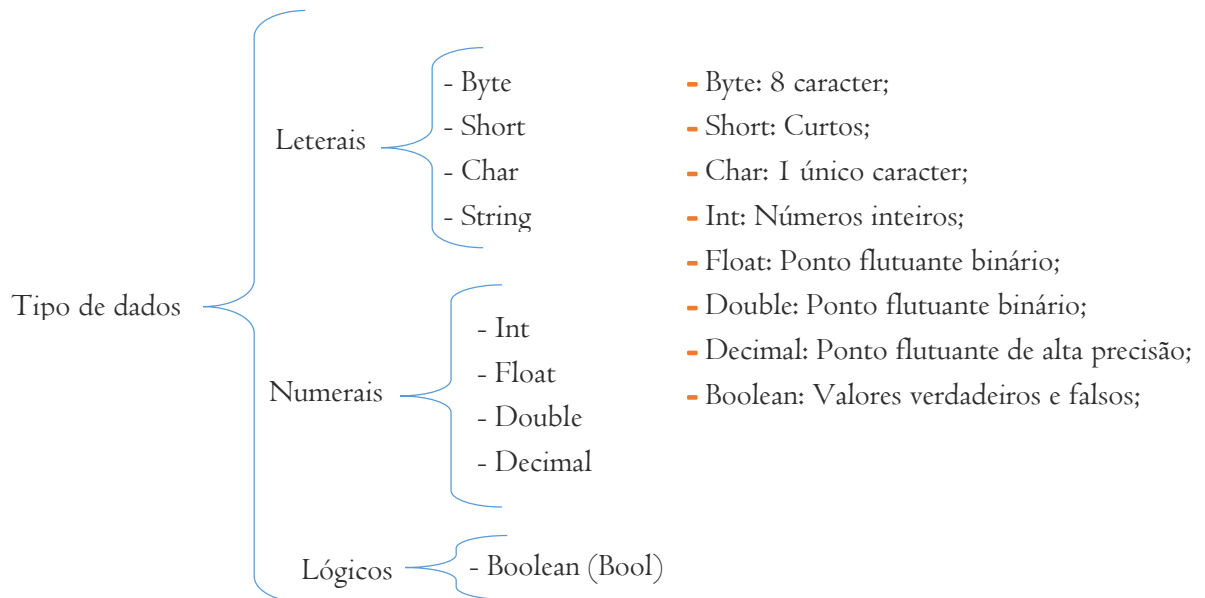 Tipo de dados
Leterais
- Byte
- Short
- Char
- String
Numerais
- Int
- Float
- Double
- Decimal
Lógicos
- Boolean (Bool)
- Byte: 8 caracter;
- Short: Curtos;
- Char: 1 único caracter;
- Int: Números inteiros;
- Float: Ponto flutuante binário;
- Double: Ponto flutuante binário;
- Decimal: Ponto flutuante de alta precisão;
- Boolean: Valores verdadeiros e falsos;